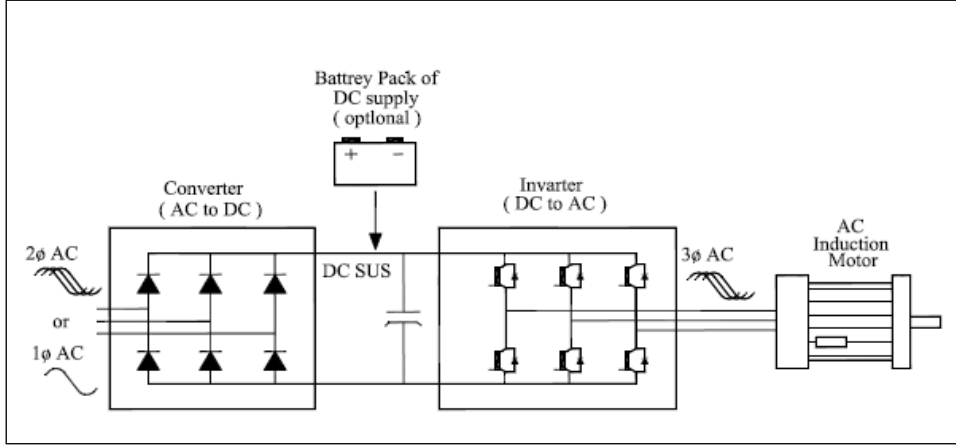 Battrey Pack of
DC supply
( optlonal )
+ −
Converter
( AC to DC )
Invarter
( DC to AC )
AC
Induction
Motor
2ø AC
DC SUS
3ø AC
or
1ø AC